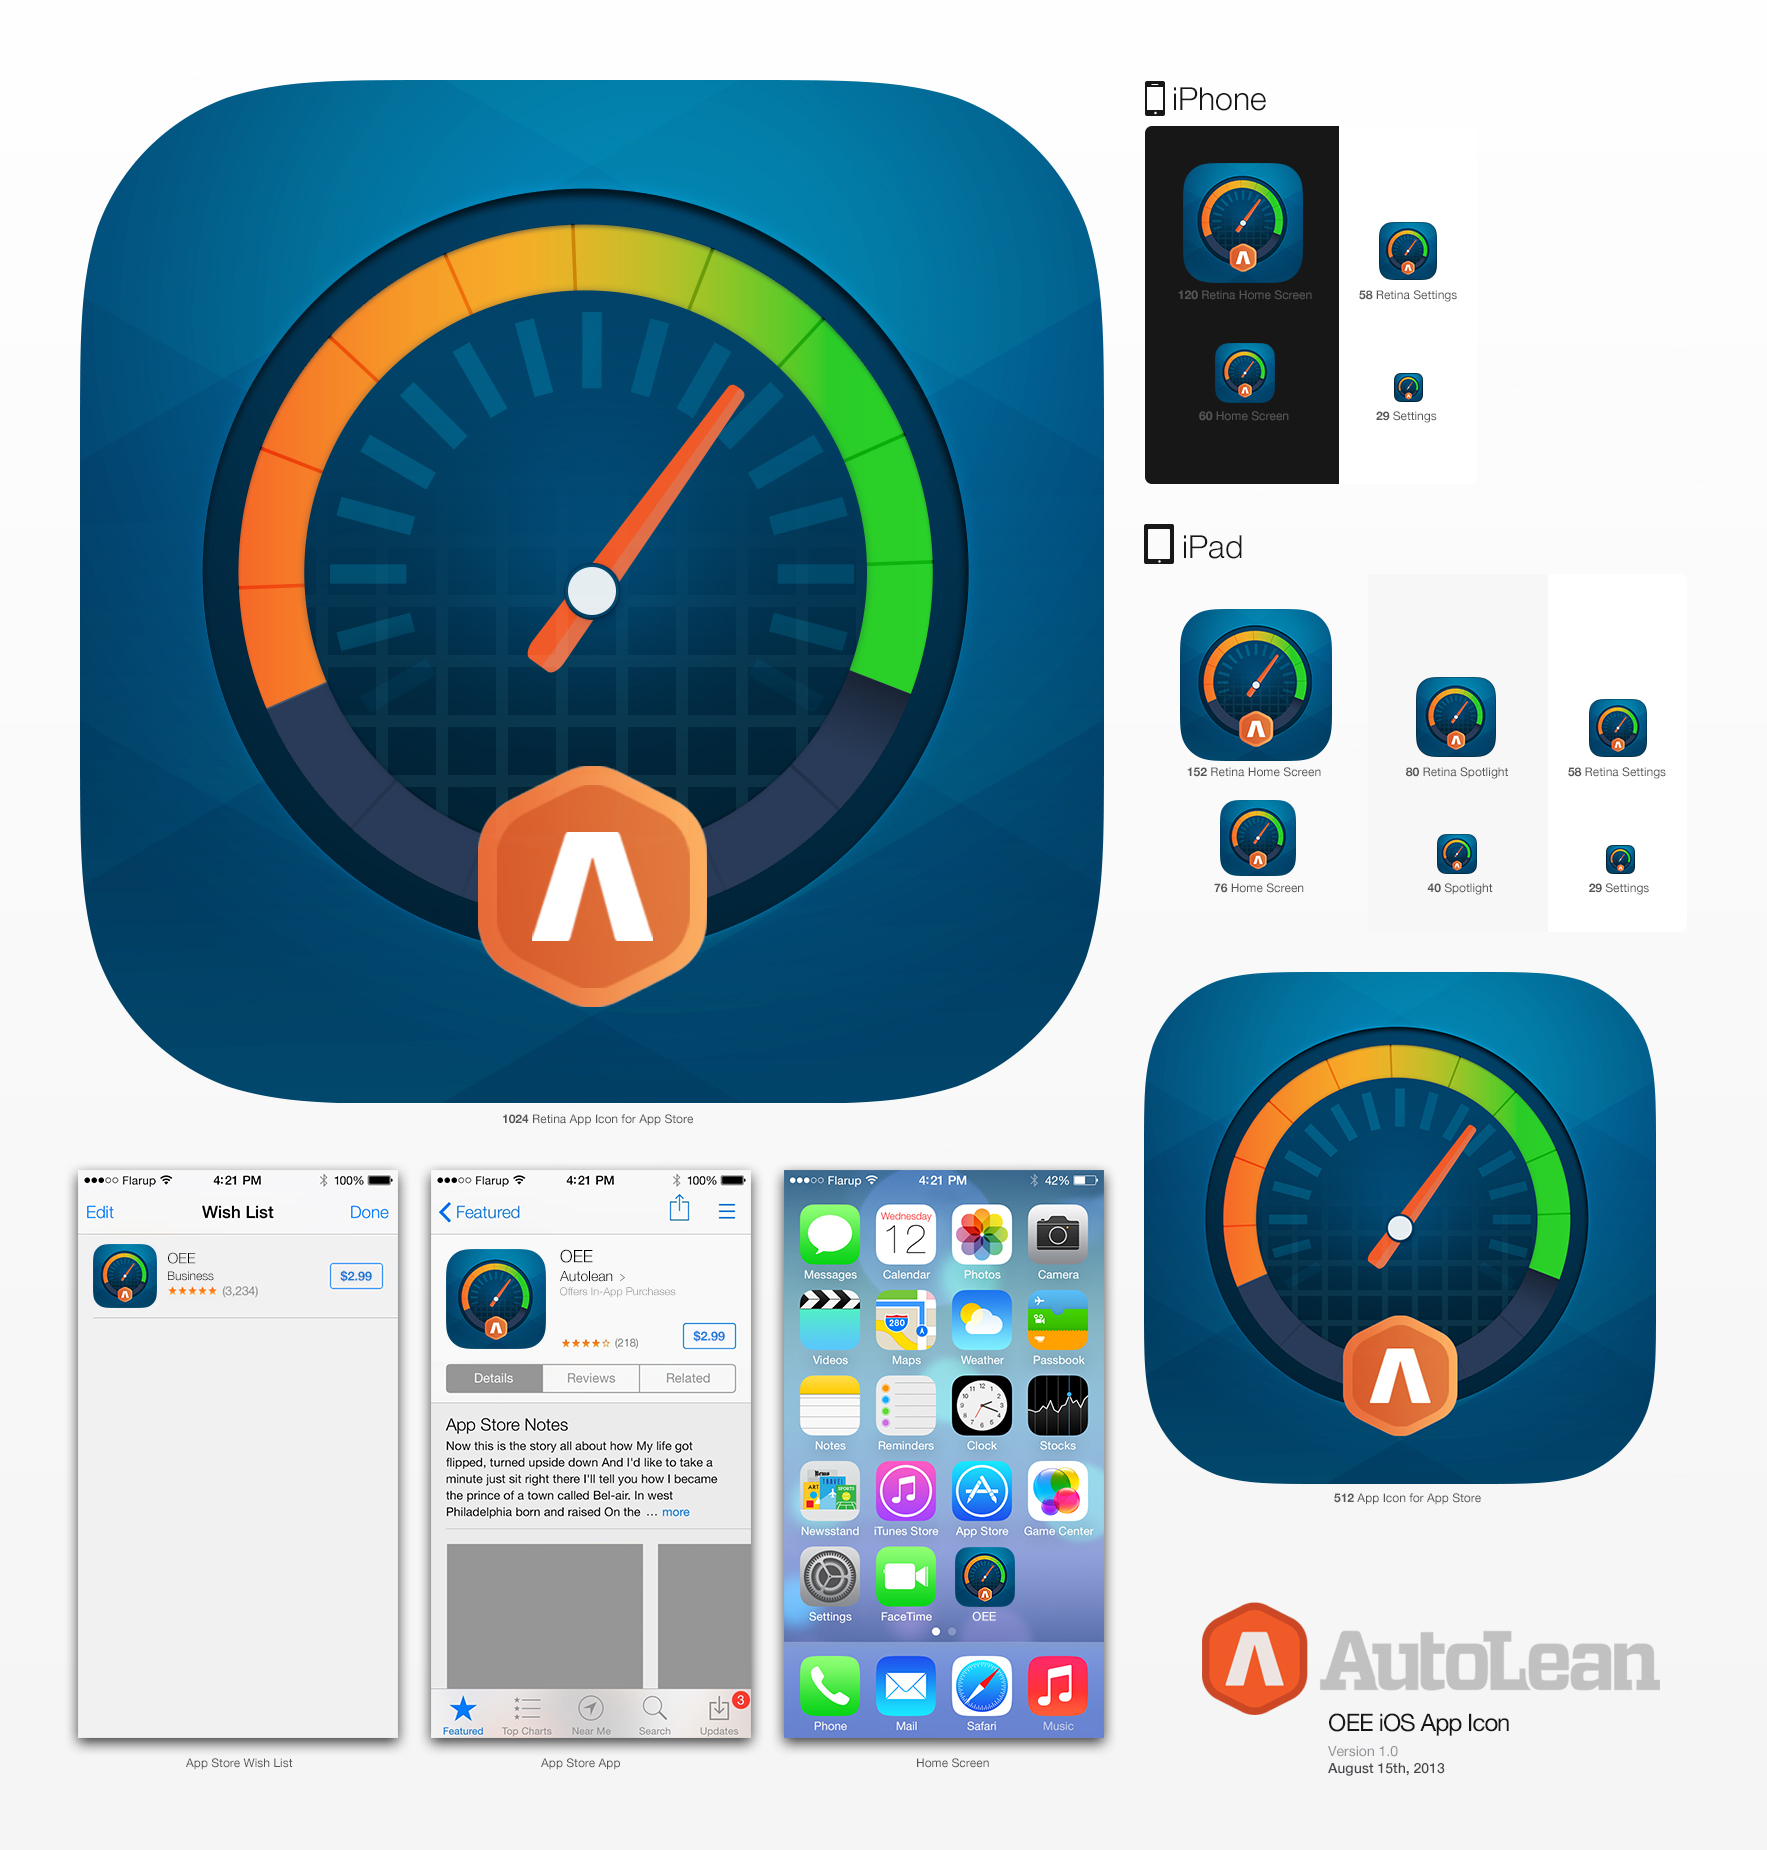 iPhone
120 Retina Home Screen
58 Retina Settings
60 Home Screen
29 Settings
iPad
152 Retina Home Screen
80 Retina Spotlight
58 Retina Settings
76 Home Screen
40 Spotlight
29 Settings
1024 Retina App Icon for App Store
512 App Icon for App Store
Flarup 4:21 PM 100%
Edit Wish List Done
OEE
Business
(3,234)
$2.99
App Store Wish List
Flarup 4:21 PM 100%
Featured
OEE
Autolean >
Offers In-App Purchases
(218)
$2.99
Details Reviews Related
App Store Notes
Now this is the story all about how My life got
flipped, turned upside down And I'd like to take a
minute just sit right there I'll tell you how I became
the prince of a town called Bel-air. In west
Philadelphia born and raised On the ... more
3
Featured Top Charts Near Me Search Updates
App Store App
Flarup 4:21 PM 42%
Wednesday
12
Messages Calendar Photos Camera
280
Videos Maps Weather Passbook
Notes Reminders Clock Stocks
News
ART
TRAVEL
SPORTS
Newsstand iTunes Store App Store Game Center
Settings FaceTime OEE
Phone Mail Safari Music
Home Screen
AutoLean
OEE iOS App Icon
Version 1.0
August 15th, 2013